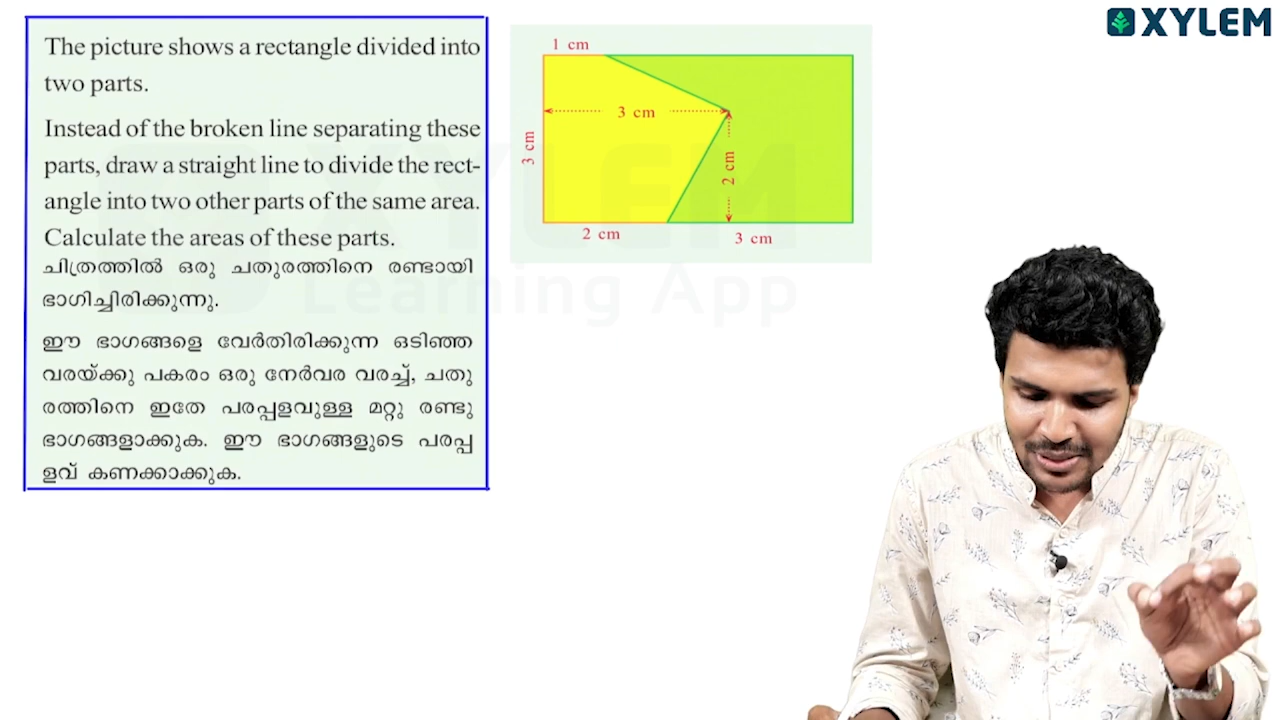 XYLEM
The picture shows a rectangle divided into
two parts.
Instead of the broken line separating these
parts, draw a straight line to divide the rect-
angle into two other parts of the same area.
Calculate the areas of these parts.
ചിത്രത്തിൽ ഒരു ചതുരത്തിനെ രണ്ടായി
ഭാഗിച്ചിരിക്കുന്നു.
ഈ ഭാഗങ്ങളെ വേർതിരിക്കുന്ന ഒടിഞ്ഞ
വരയ്ക്കു പകരം ഒരു നേർവര വരച്ച്, ചതു
രത്തിനെ ഇതേ പരപ്പളവുള്ള മറ്റു രണ്ടു
ഭാഗങ്ങളാക്കുക. ഈ ഭാഗങ്ങളുടെ പരപ്പ
ളവ് കണക്കാക്കുക.
1 cm
3 cm
3 cm
2 cm
2 cm
3 cm
XYLEM
Learning App